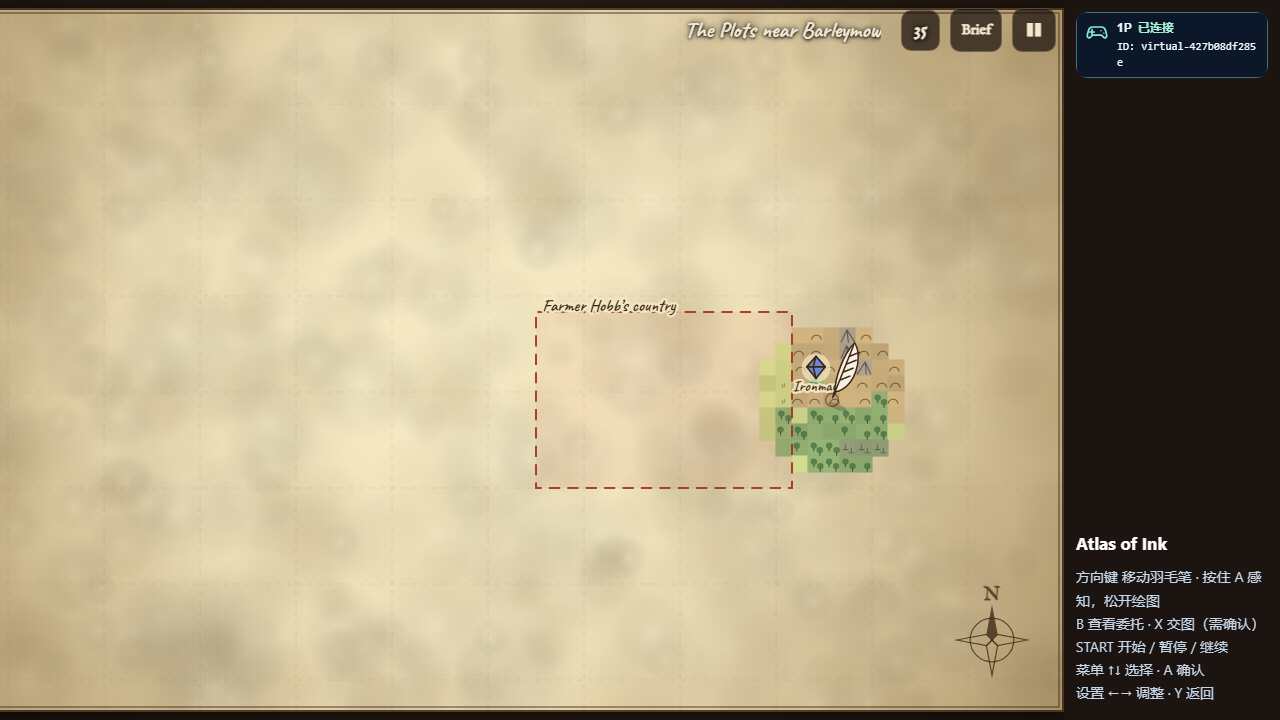 The Plots near Barleymow
35
Brief
Farmer Hobb's country
Ironma
N
1P 已连接
ID: virtual-427b08df285
e
Atlas of Ink
方向键 移动羽毛笔 · 按住 A 感
知，松开绘图
B 查看委托 · X 交图（需确认）
START 开始 / 暂停 / 继续
菜单 ↑↓ 选择 · A 确认
设置 ←→ 调整 · Y 返回